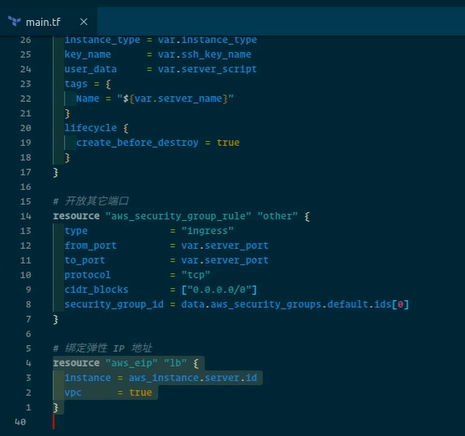 main.tf
26 instance_type = var.instance_type
25 key_name = var.ssh_key_name
24 user_data = var.server_script
23 tags = {
22 Name = "${var.server_name}"
21 }
20 lifecycle {
19 create_before_destroy = true
18 }
17 }
16
15 # 开放其它端口
14 resource "aws_security_group_rule" "other" {
13 type = "ingress"
12 from_port = var.server_port
11 to_port = var.server_port
10 protocol = "tcp"
9 cidr_blocks = ["0.0.0.0/0"]
8 security_group_id = data.aws_security_groups.default.ids[0]
7 }
6
5 # 绑定弹性 IP 地址
4 resource "aws_eip" "lb" {
3 instance = aws_instance.server.id
2 vpc = true
1 }
40